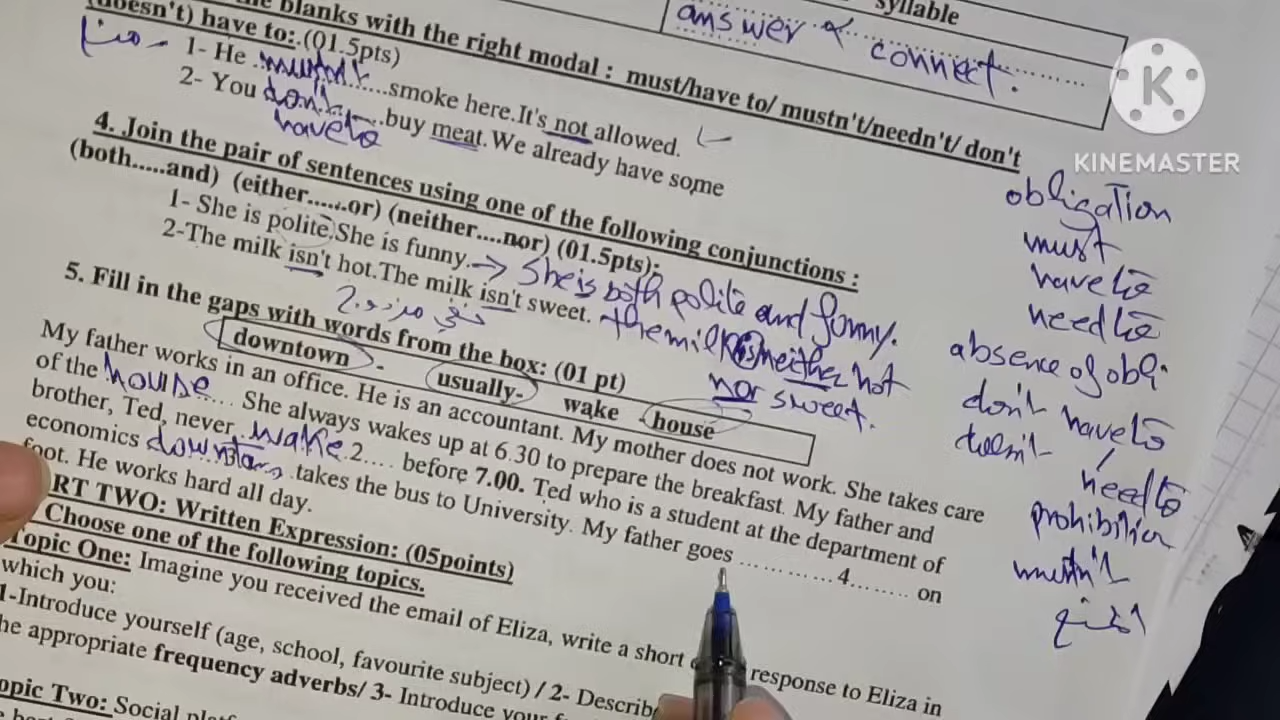 syllable
answer & connect.
the blanks with the right modal : must/have to/ mustn't/needn't/ don't
(doesn't) have to:.(01.5pts)
1- He mustn't smoke here.It's not allowed.
2- You don't have to buy meat.We already have some
4. Join the pair of sentences using one of the following conjunctions :
(both.....and) (either......or) (neither....nor) (01.5pts):
1- She is polite.She is funny. → She is both polite and funny.
2-The milk isn't hot.The milk isn't sweet. the milk is neither hot
nor sweet.
5. Fill in the gaps with words from the box: (01 pt)
downtown - usually- wake -house
My father works in an office. He is an accountant. My mother does not work. She takes care
of the house.... She always wakes up at 6.30 to prepare the breakfast. My father and
brother, Ted, never wake 2.... before 7.00. Ted who is a student at the department of
economics downtown takes the bus to University. My father goes ............4........ on
foot. He works hard all day.
RT TWO: Written Expression: (05points)
Choose one of the following topics.
Topic One: Imagine you received the email of Eliza, write a short response to Eliza in
which you:
1-Introduce yourself (age, school, favourite subject) / 2- Describ
he appropriate frequency adverbs/ 3- Introduce your
opic Two: Social
obligation
must
have to
need to
absence of obli
don't have to
doesn't /
need to
prohibition
mustn't
K
KINEMASTER